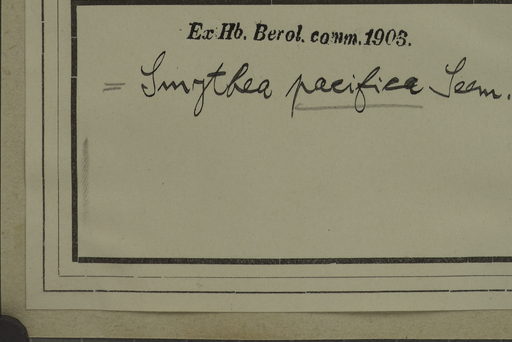 Ex Hb. Berol. comm. 1903.
= Smythea pacifica Seem.